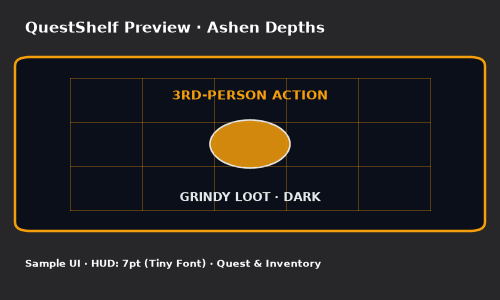 QuestShelf Preview · Ashen Depths
3RD-PERSON ACTION
GRINDY LOOT · DARK
Sample UI · HUD: 7pt (Tiny Font) · Quest & Inventory